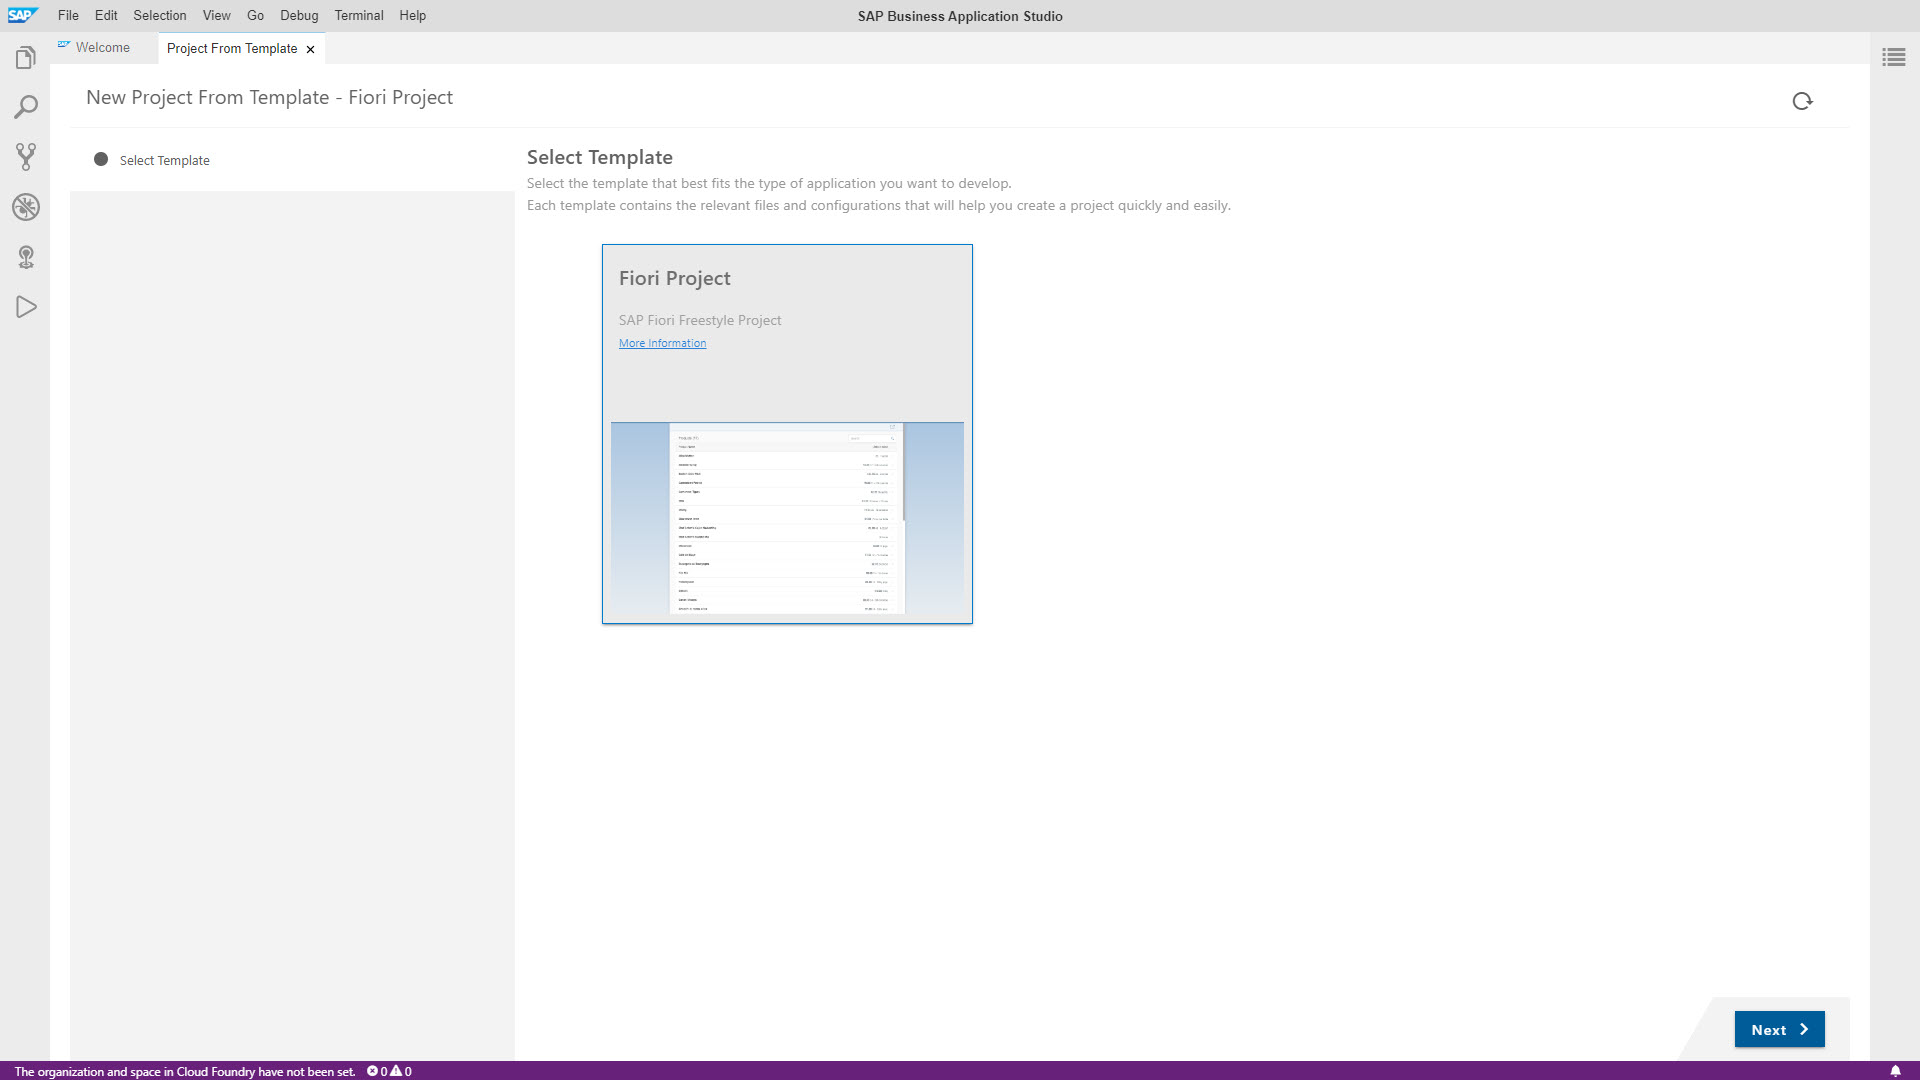 SAP File Edit Selection View Go Debug Terminal Help SAP Business Application Studio
SAP Welcome Project From Template ×
New Project From Template - Fiori Project
Select Template
Select Template
Select the template that best fits the type of application you want to develop.
Each template contains the relevant files and configurations that will help you create a project quickly and easily.
Fiori Project
SAP Fiori Freestyle Project
More Information
Next
The organization and space in Cloud Foundry have not been set. 0 0